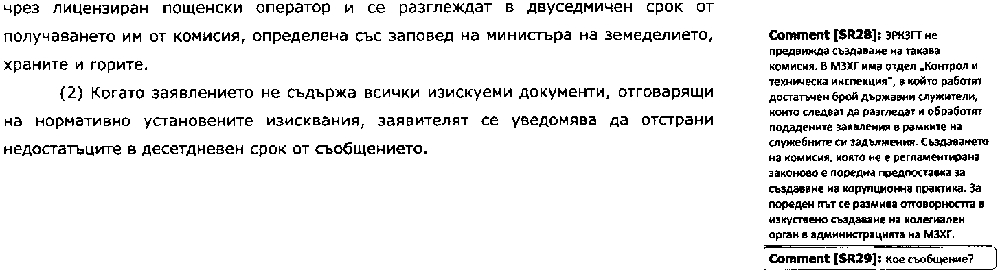 чрез лицензиран пощенски оператор и се разглеждат в двуседмичен срок от
получаването им от комисия, определена със заповед на министъра на земеделието,
храните и горите.
(2) Когато заявлението не съдържа всички изискуеми документи, отговарящи
на нормативно установените изисквания, заявителят се уведомява да отстрани
недостатъците в десетдневен срок от съобщението.
Comment [SR28]: ЗРКЗГТ не
предвижда създаване на такава
комисия. В МЗХГ има отдел „Контрол и
техническа инспекция", в който работят
достатъчен брой държавни служители,
които следват да разгледат и обработят
подадените заявления в рамките на
служебните си задължения. Създаването
на комисия, която не е регламентирана
законово е поредна предпоставка за
създаване на корупционна практика. За
пореден път се размива отговорността в
изкуствено създаване на колегиален
орган в администрацията на МЗХГ.
Comment [SR29]: Кое съобщение?